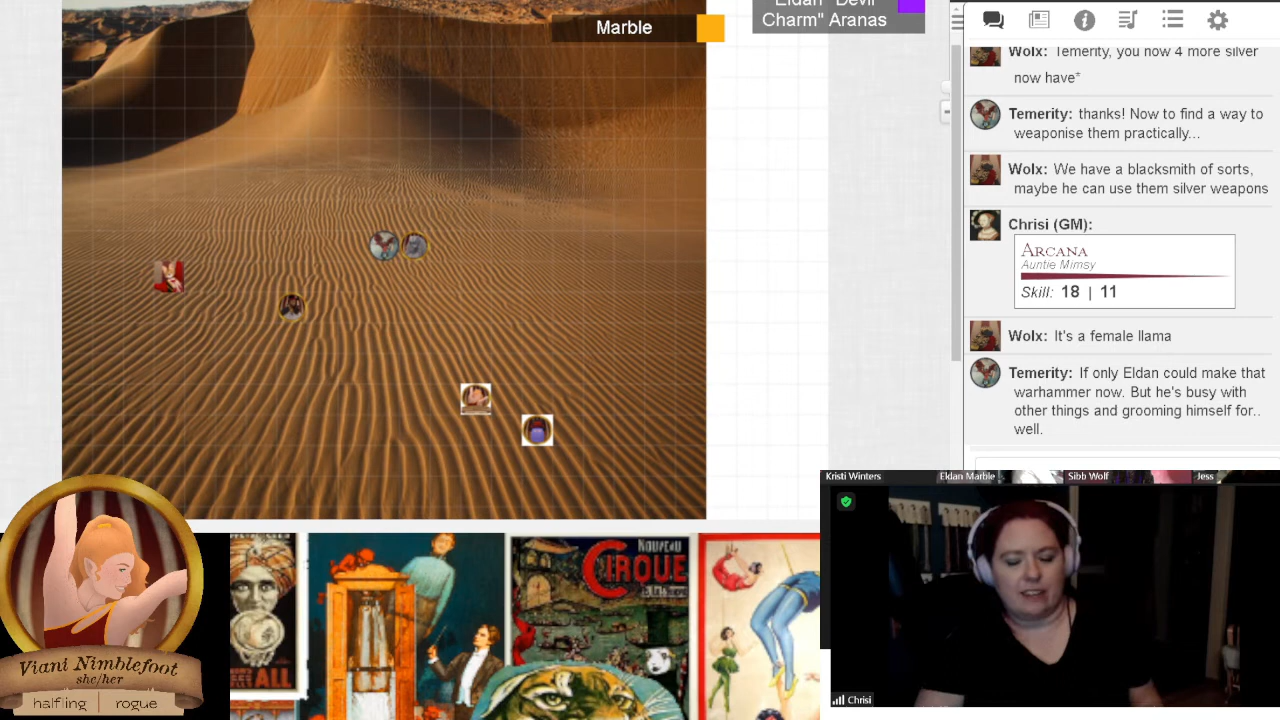 Marble
Eldan "Devil
Charm" Aranas
Wolx: Temerity, you now 4 more silver
now have*
Temerity: thanks! Now to find a way to
weaponise them practically...
Wolx: We have a blacksmith of sorts,
maybe he can use them silver weapons
Chrisi (GM):
ARCANA
Auntie Mimsy
Skill: 18 | 11
Wolx: It's a female llama
Temerity: If only Eldan could make that
warhammer now. But he's busy with
other things and grooming himself for..
well.
Kristi Winters
Eldan Marble
Sibb Wolf
Jess
Chrisi
Viani Nimblefoot
she/her
halfling | rogue
ALL
NOUVEAU
CIRQUE